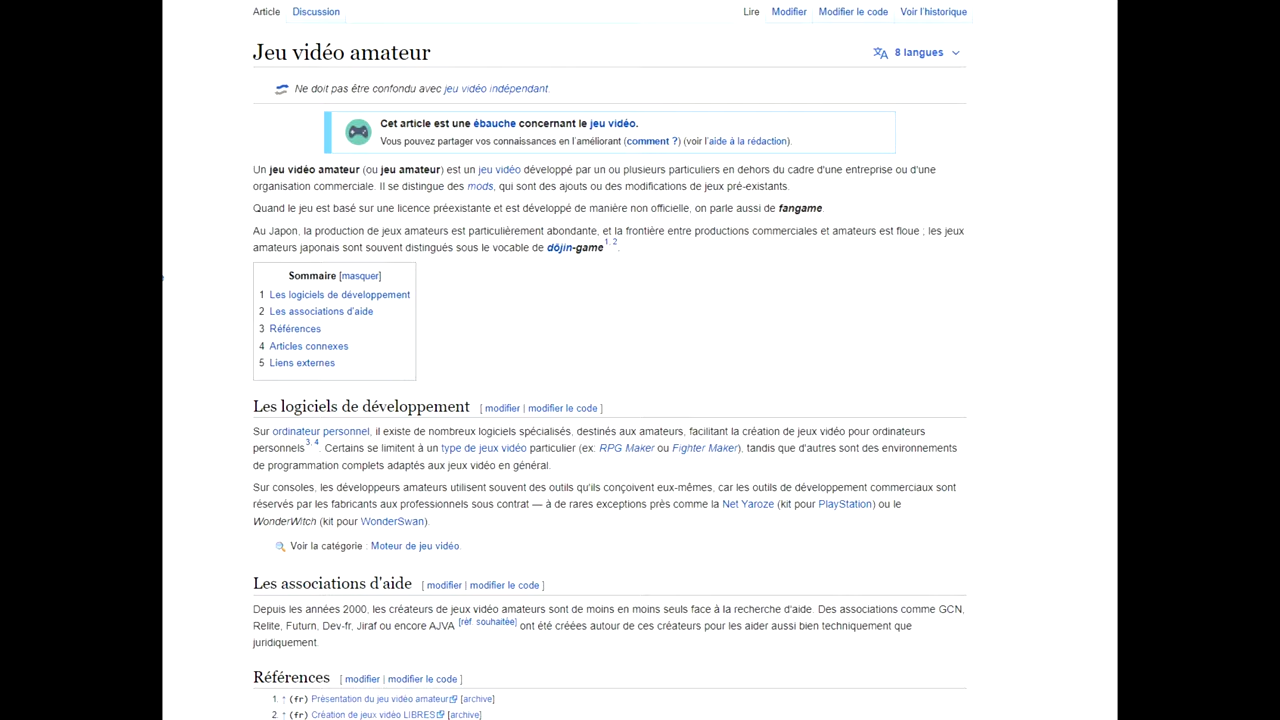 Article Discussion Lire Modifier Modifier le code Voir l'historique
Jeu vidéo amateur 8 langues
Ne doit pas être confondu avec jeu vidéo indépendant.
Cet article est une ébauche concernant le jeu vidéo.
Vous pouvez partager vos connaissances en l'améliorant (comment ?) (voir l'aide à la rédaction).
Un jeu vidéo amateur (ou jeu amateur) est un jeu vidéo développé par un ou plusieurs particuliers en dehors du cadre d'une entreprise ou d'une
organisation commerciale. Il se distingue des mods, qui sont des ajouts ou des modifications de jeux pré-existants.
Quand le jeu est basé sur une licence préexistante et est développé de manière non officielle, on parle aussi de fangame.
Au Japon, la production de jeux amateurs est particulièrement abondante, et la frontière entre productions commerciales et amateurs est floue ; les jeux
amateurs japonais sont souvent distingués sous le vocable de dōjin-game 1, 2.
Sommaire [masquer]
1 Les logiciels de développement
2 Les associations d'aide
3 Références
4 Articles connexes
5 Liens externes
Les logiciels de développement [ modifier | modifier le code ]
Sur ordinateur personnel, il existe de nombreux logiciels spécialisés, destinés aux amateurs, facilitant la création de jeux vidéo pour ordinateurs
personnels 3, 4. Certains se limitent à un type de jeux vidéo particulier (ex: RPG Maker ou Fighter Maker), tandis que d'autres sont des environnements
de programmation complets adaptés aux jeux vidéo en général.
Sur consoles, les développeurs amateurs utilisent souvent des outils qu'ils conçoivent eux-mêmes, car les outils de développement commerciaux sont
réservés par les fabricants aux professionnels sous contrat — à de rares exceptions près comme la Net Yaroze (kit pour PlayStation) ou le
WonderWitch (kit pour WonderSwan).
Voir la catégorie : Moteur de jeu vidéo.
Les associations d'aide [ modifier | modifier le code ]
Depuis les années 2000, les créateurs de jeux vidéo amateurs sont de moins en moins seuls face à la recherche d'aide. Des associations comme GCN,
Relite, Futurn, Dev-fr, Jiraf ou encore AJVA [réf. souhaitée] ont été créées autour de ces créateurs pour les aider aussi bien techniquement que
juridiquement.
Références [ modifier | modifier le code ]
1. ↑ (fr) Présentation du jeu vidéo amateur [archive]
2. ↑ (fr) Création de jeux vidéo LIBRES [archive]